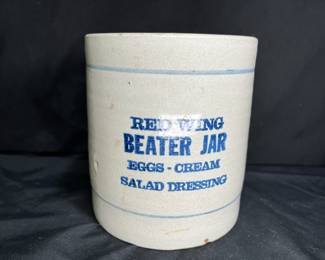 RED WING
BEATER JAR
EGGS - CREAM
SALAD DRESSING